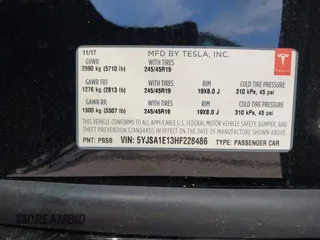 11/17 MFD BY TESLA, INC.
GVWR WITH TIRES
2590 kg (5710 lb) 245/45R19
GAWR FRT WITH TIRES RIM COLD TIRE PRESSURE
1276 kg (2813 lb) 245/45R19 19X8.0 J 310 kPa, 45 psi
GAWR RR WITH TIRES RIM COLD TIRE PRESSURE
1500 kg (3307 lb) 245/45R19 19X8.0 J 310 kPa, 45 psi
THIS VEHICLE CONFORMS TO ALL APPLICABLE
U.S. FEDERAL MOTOR VEHICLE SAFETY, BUMPER, AND THEFT
PREVENTION STANDARDS IN EFFECT ON THE DATE OF MANUFACTURE SHOWN ABOVE.
VIN: 5YJSA1E13HF228486
PAINT: PBSB TYPE: PASSENGER CAR
TESLA
DREAMBID